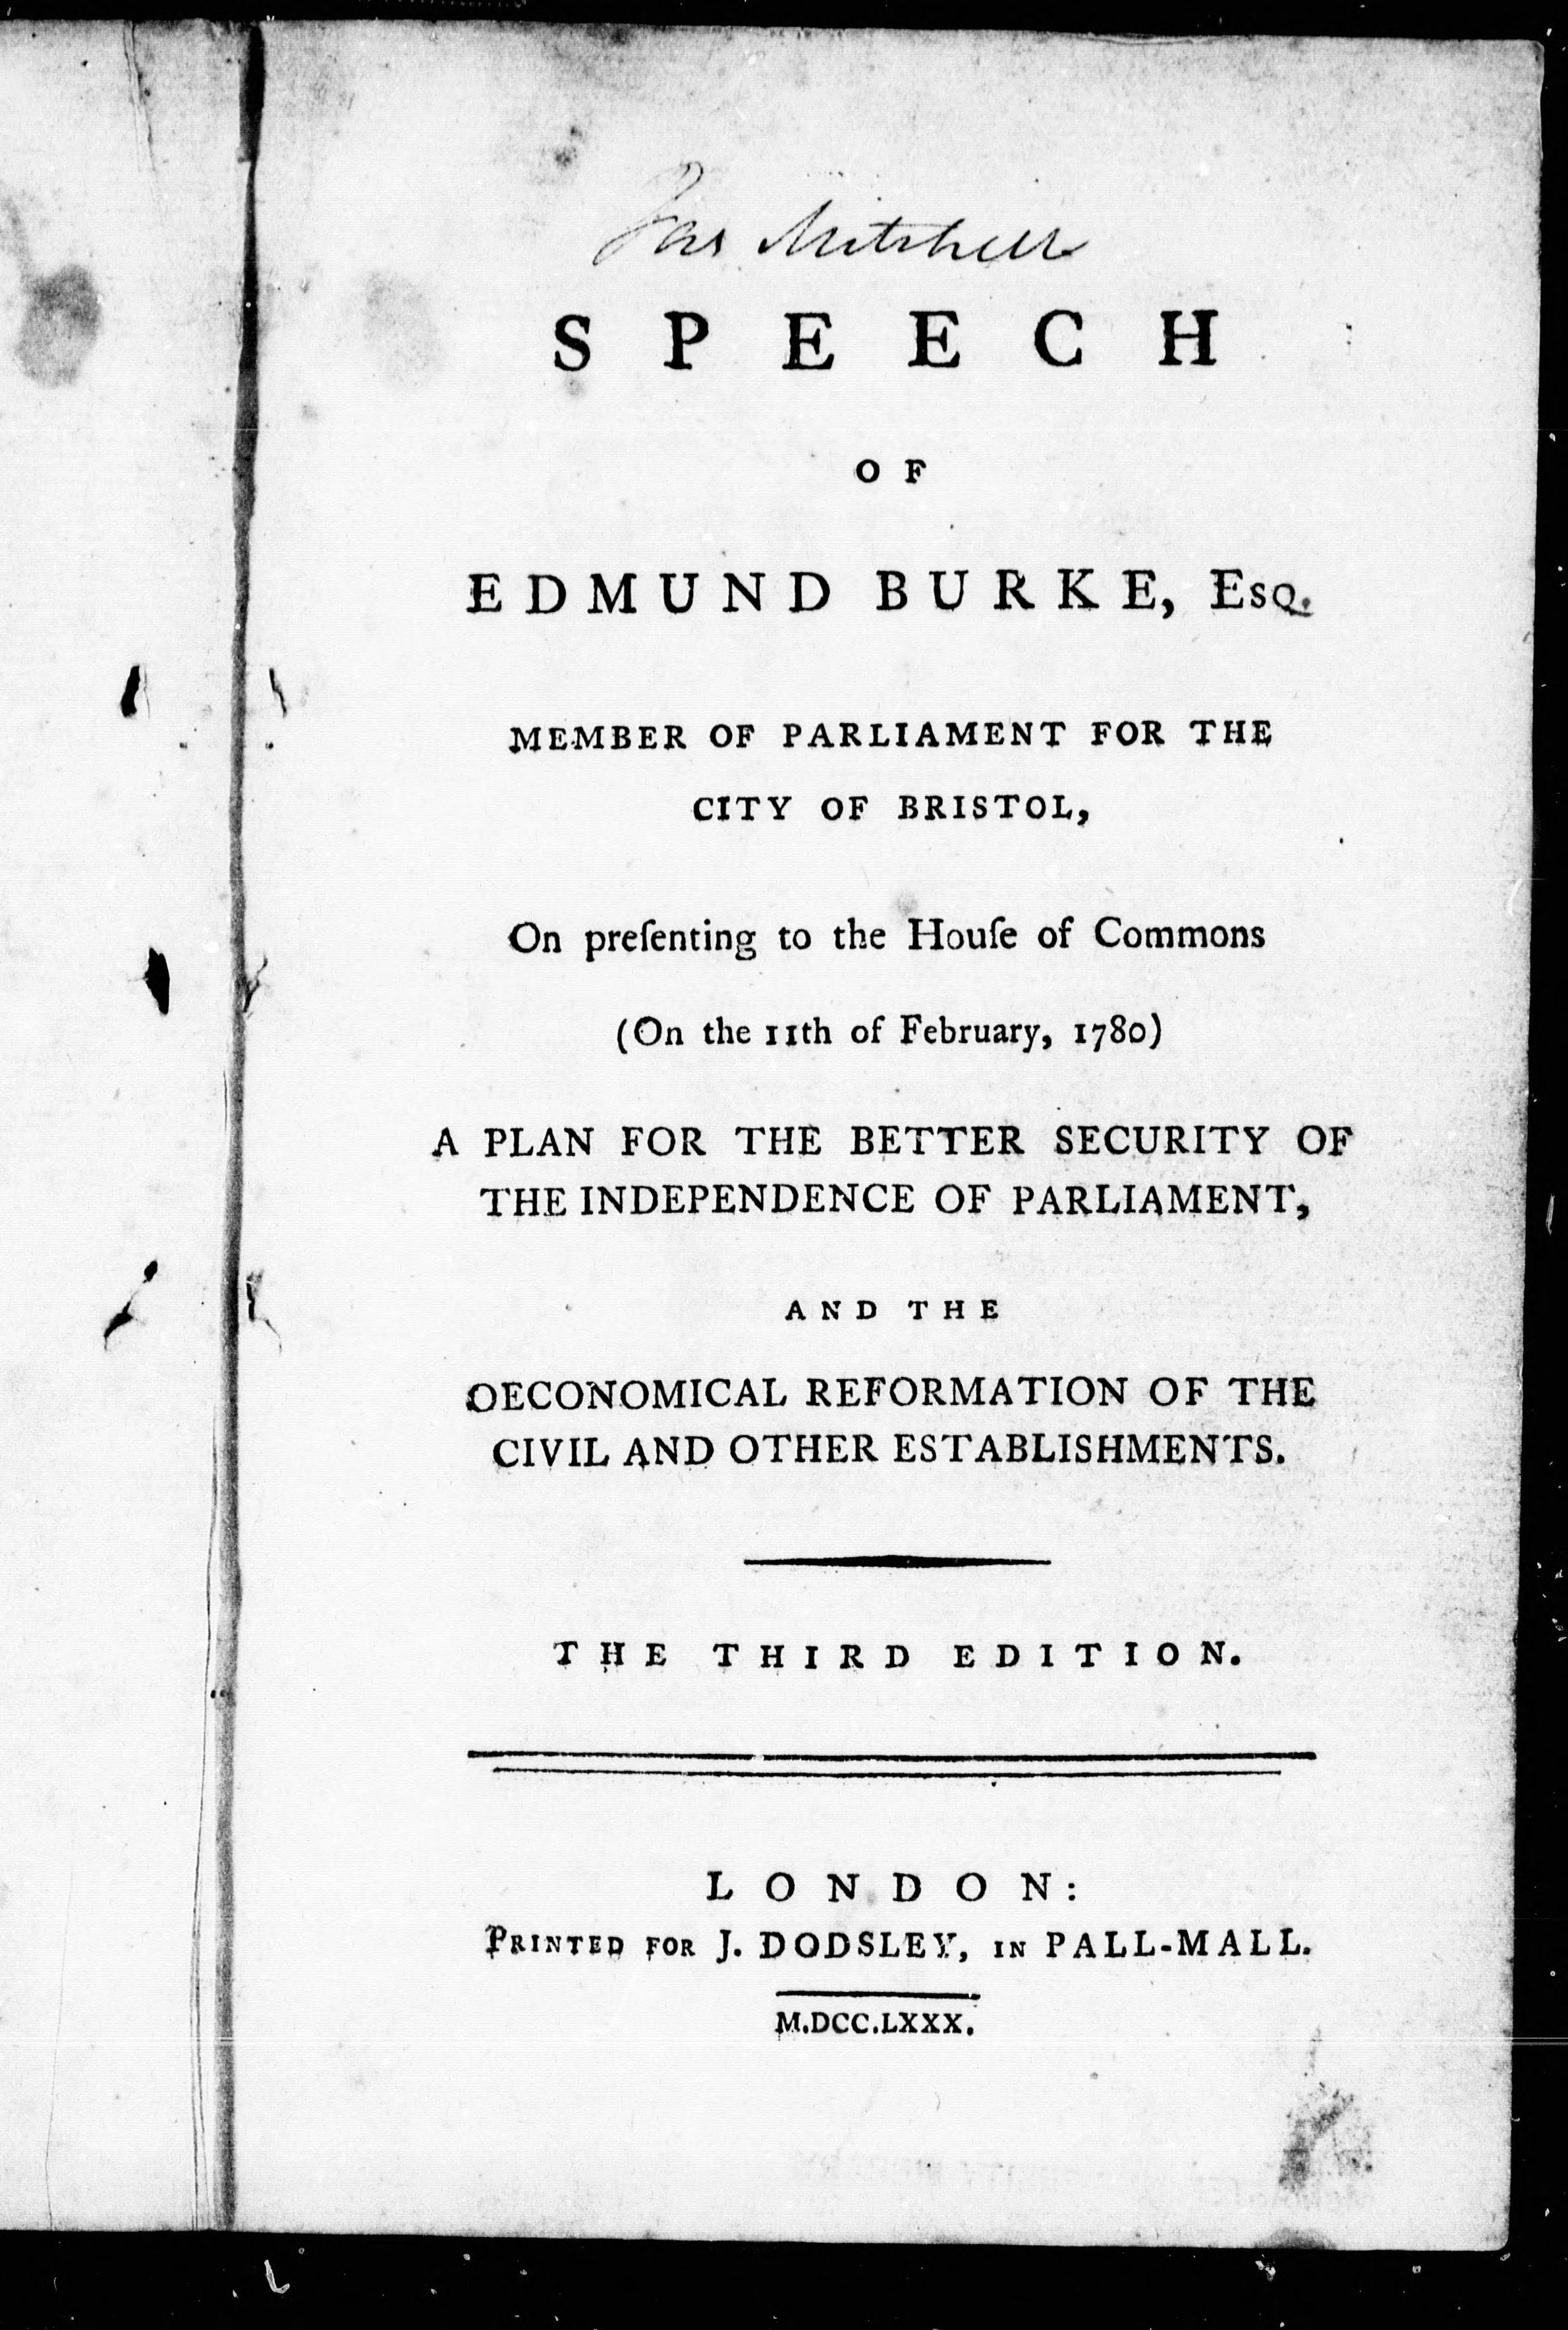 Jas Mitchell
SPEECH
OF
EDMUND BURKE, ESQ.
MEMBER OF PARLIAMENT FOR THE
CITY OF BRISTOL,
On preſenting to the Houſe of Commons
(On the 11th of February, 1780)
A PLAN FOR THE BETTER SECURITY OF
THE INDEPENDENCE OF PARLIAMENT,
AND THE
OECONOMICAL REFORMATION OF THE
CIVIL AND OTHER ESTABLISHMENTS.
THE THIRD EDITION.
LONDON:
PRINTED FOR J. DODSLEY, IN PALL-MALL.
M.DCC.LXXX.